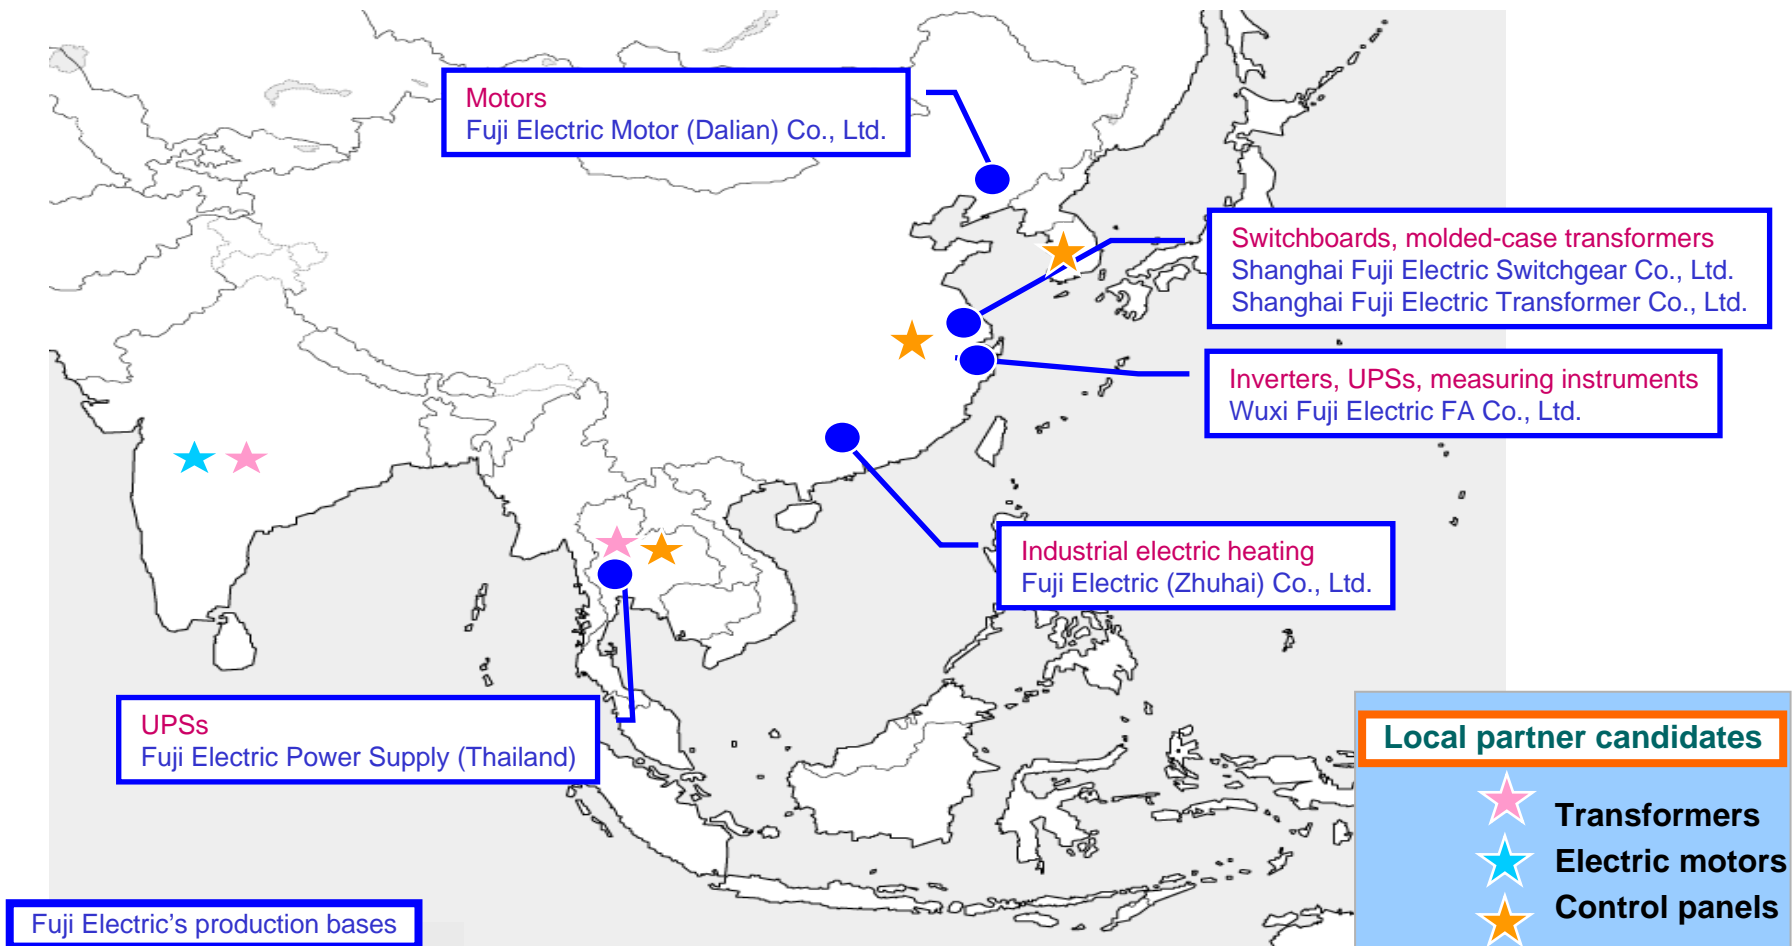 Motors
Fuji Electric Motor (Dalian) Co., Ltd.
Switchboards, molded-case transformers
Shanghai Fuji Electric Switchgear Co., Ltd.
Shanghai Fuji Electric Transformer Co., Ltd.
Inverters, UPSs, measuring instruments
Wuxi Fuji Electric FA Co., Ltd.
Industrial electric heating
Fuji Electric (Zhuhai) Co., Ltd.
UPSs
Fuji Electric Power Supply (Thailand)
Local partner candidates
Transformers
Electric motors
Control panels
Fuji Electric’s production bases